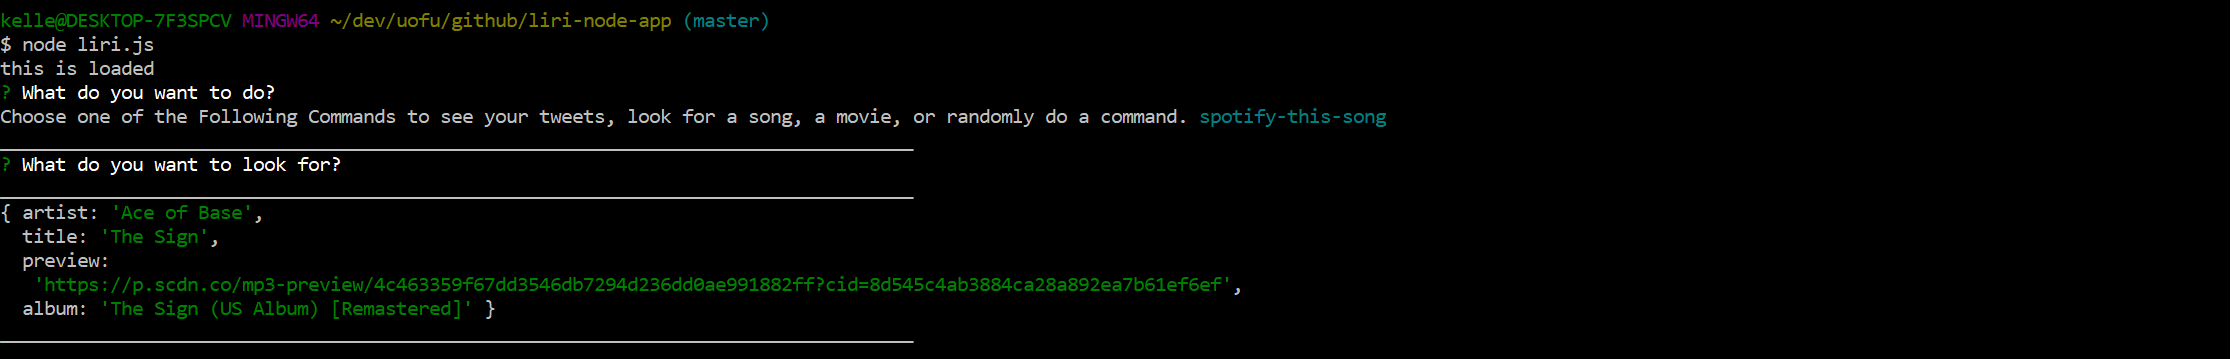 kelle@DESKTOP-7F3SPCV MINGW64 ~/dev/uofu/github/liri-node-app (master)
$ node liri.js
this is loaded
? What do you want to do?
Choose one of the Following Commands to see your tweets, look for a song, a movie, or randomly do a command. spotify-this-song
? What do you want to look for?
{ artist: 'Ace of Base',
  title: 'The Sign',
  preview:
   'https://p.scdn.co/mp3-preview/4c463359f67dd3546db7294d236dd0ae991882ff?cid=8d545c4ab3884ca28a892ea7b61ef6ef',
  album: 'The Sign (US Album) [Remastered]' }